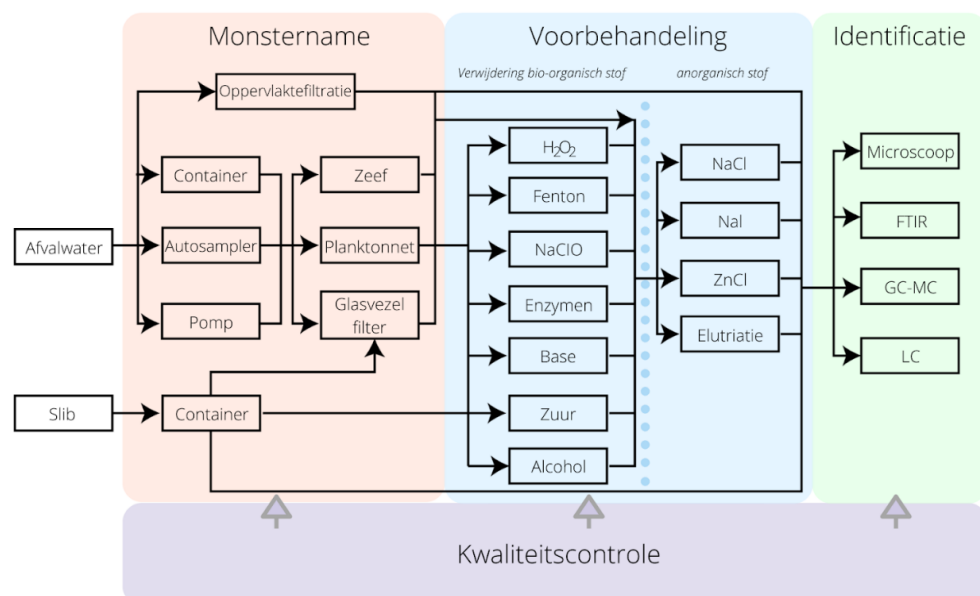 Monstername
Voorbehandeling
Identificatie
Verwijdering bio-organisch stof
anorganisch stof
Oppervlaktefiltratie
Container
Autosampler
Pomp
Zeef
Planktonnet
Glasvezel
filter
Afvalwater
Slib
Container
H₂O₂
Fenton
NaClO
Enzymen
Base
Zuur
Alcohol
NaCl
NaI
ZnCl
Elutriatie
Microscoop
FTIR
GC-MC
LC
Kwaliteitscontrole